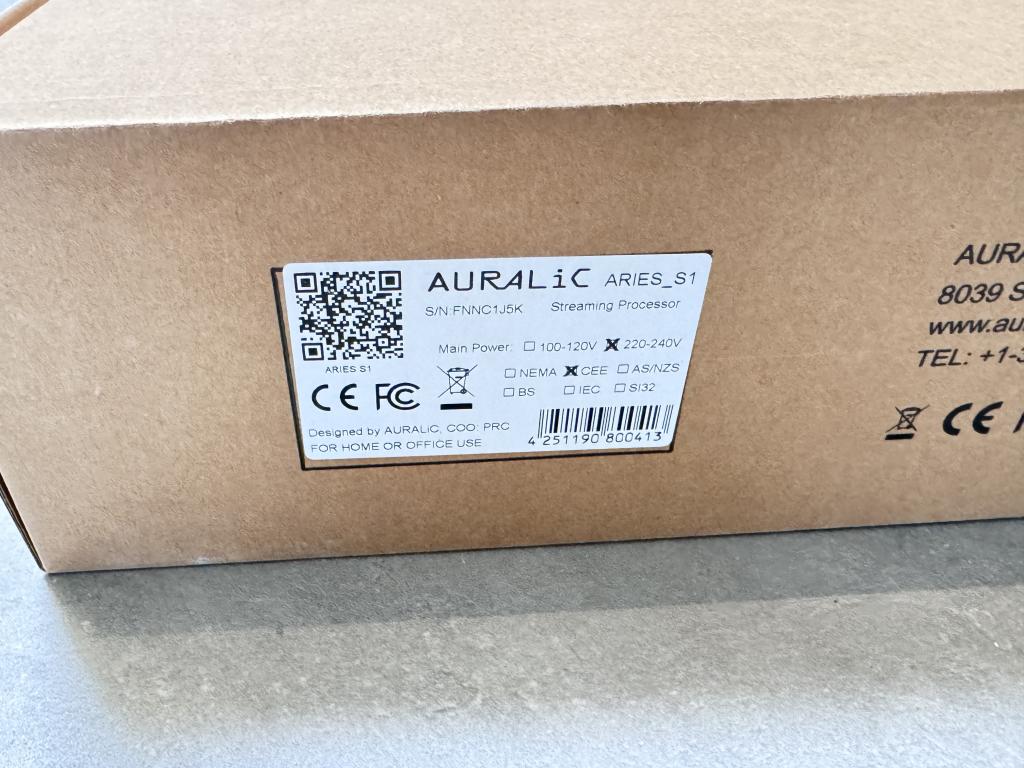 AURALiC ARIES_S1
S/N:FNNC1J5K Streaming Processor
Main Power: 100-120V 220-240V
NEMA CEE AS/NZS
BS IEC SI32
ARIES S1
CE FC
Designed by AURALiC, COO: PRC
FOR HOME OR OFFICE USE
4 251190 800413
AURA
8039 S
www.au
TEL: +1-3
CE